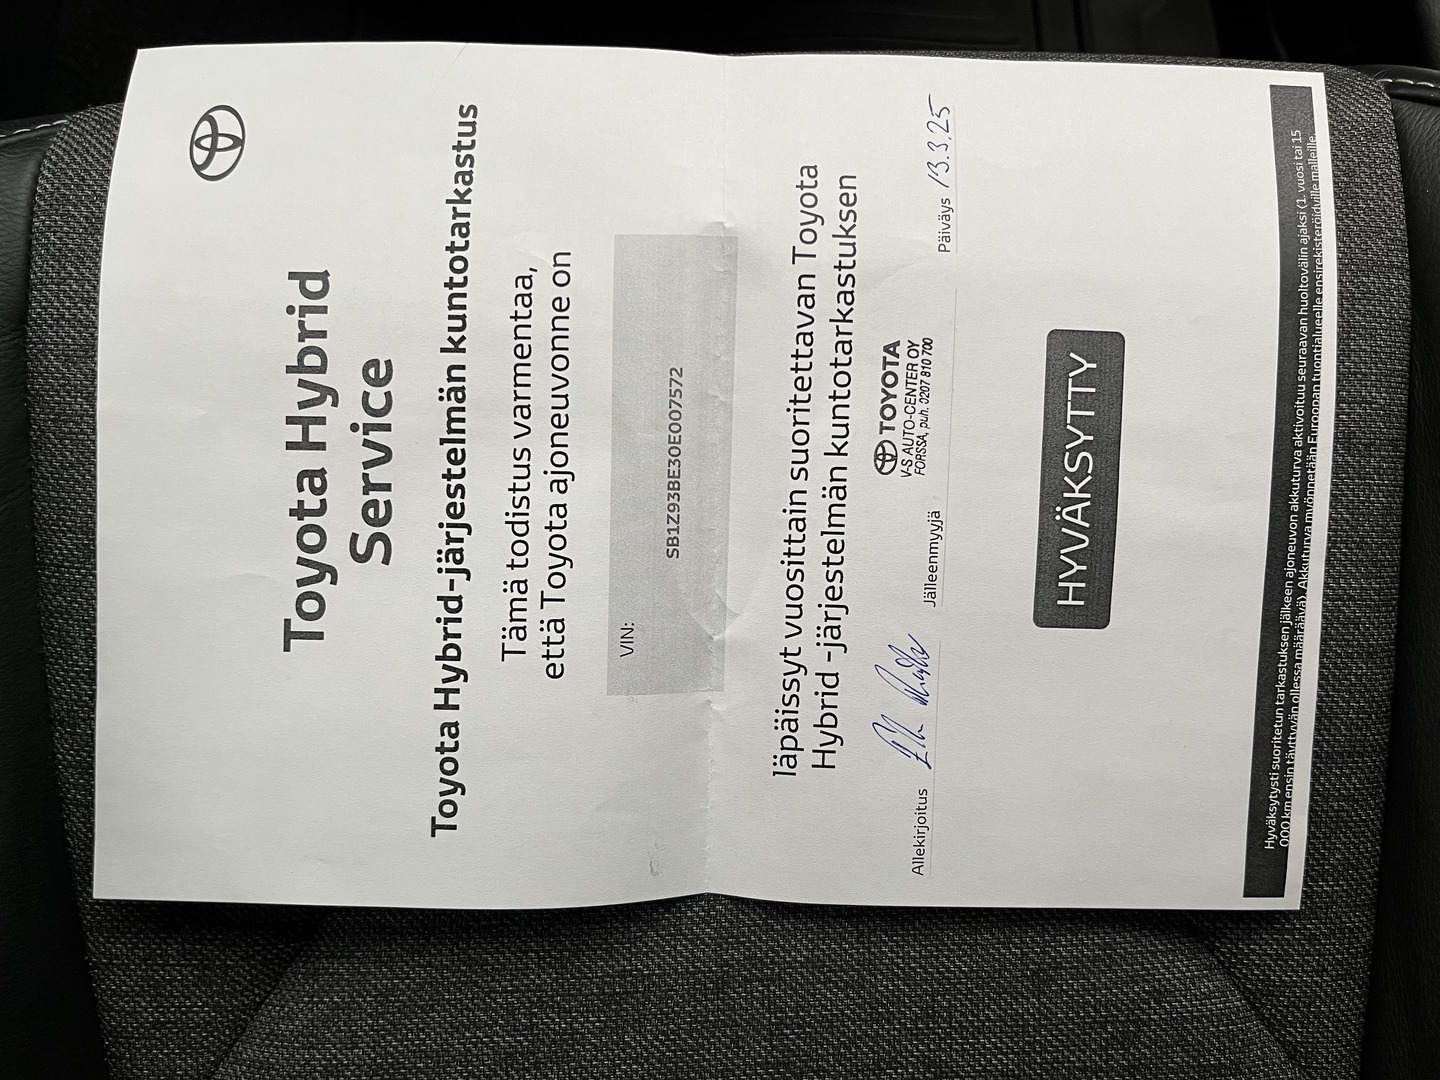 Toyota Hybrid
Service
Toyota Hybrid-järjestelmän kuntotarkastus
Tämä todistus varmentaa,
että Toyota ajoneuvonne on
VIN:
SB1Z93BE30E007572
läpäissyt vuosittain suoritettavan Toyota
Hybrid -järjestelmän kuntotarkastuksen
TOYOTA
V-S AUTO-CENTER OY
FORSSA, puh. 0207 810 700
Allekirjoitus
Jälleenmyyjä
Päiväys 13.3.25
HYVÄKSYTTY
Hyväksytysti suoritetun tarkastuksen jälkeen ajoneuvon akkuturva aktivoituu seuraavan huoltovälin ajaksi (1. vuosi tai 15
000 km ensin täyttyvän ollessa määräävä). Akkuturva myönnetään Euroopan tuontialueelle ensirekisteröidyille malleille.